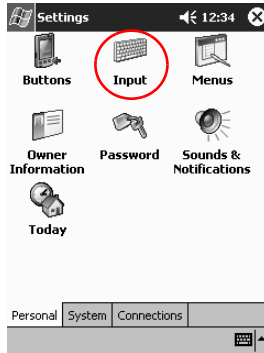 Settings 12:34
Buttons Input Menus
Owner Information Password Sounds & Notifications
Today
Personal System Connections